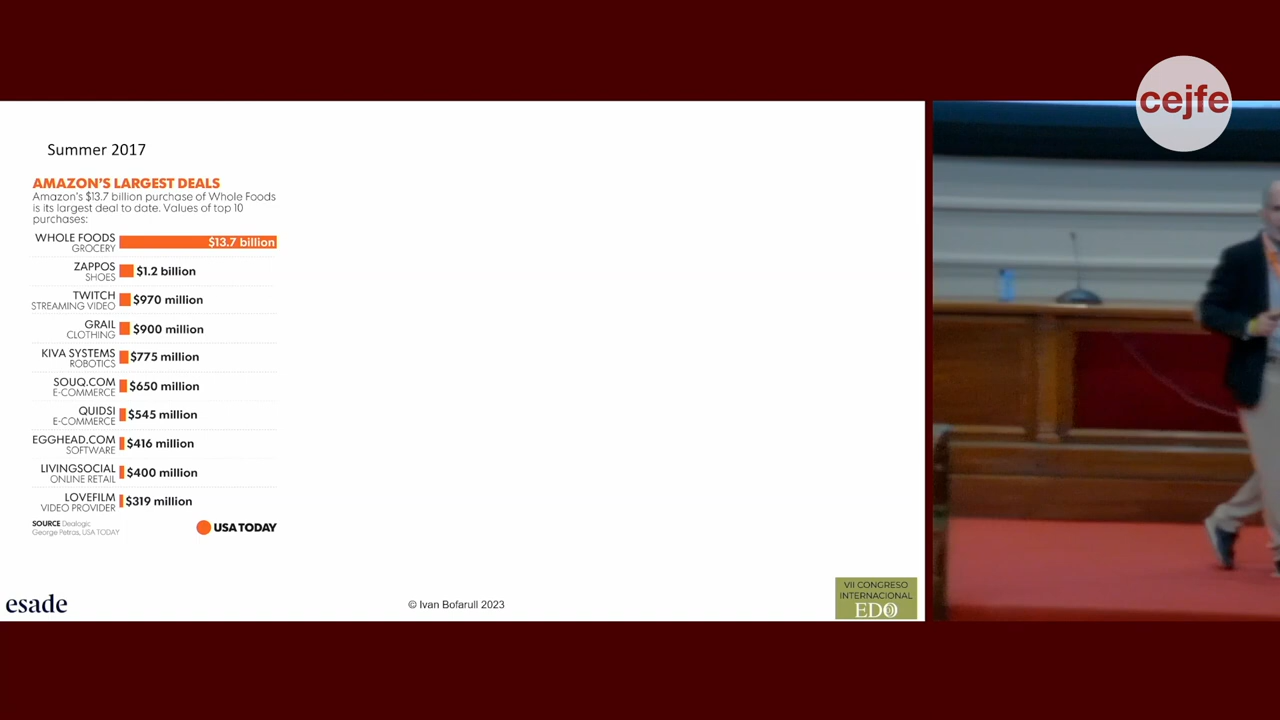 cejfe
Summer 2017
AMAZON'S LARGEST DEALS
Amazon's $13.7 billion purchase of Whole Foods
is its largest deal to date. Values of top 10
purchases:
WHOLE FOODS
GROCERY
$13.7 billion
ZAPPOS
SHOES
$1.2 billion
TWITCH
STREAMING VIDEO
$970 million
GRAIL
CLOTHING
$900 million
KIVA SYSTEMS
ROBOTICS
$775 million
SOUQ.COM
E-COMMERCE
$650 million
QUIDSI
E-COMMERCE
$545 million
EGGHEAD.COM
SOFTWARE
$416 million
LIVINGSOCIAL
ONLINE RETAIL
$400 million
LOVEFILM
VIDEO PROVIDER
$319 million
SOURCE Dealogic
George Petras, USA TODAY
USA TODAY
esade
© Ivan Bofarull 2023
VII CONGRESO
INTERNACIONAL
EDO